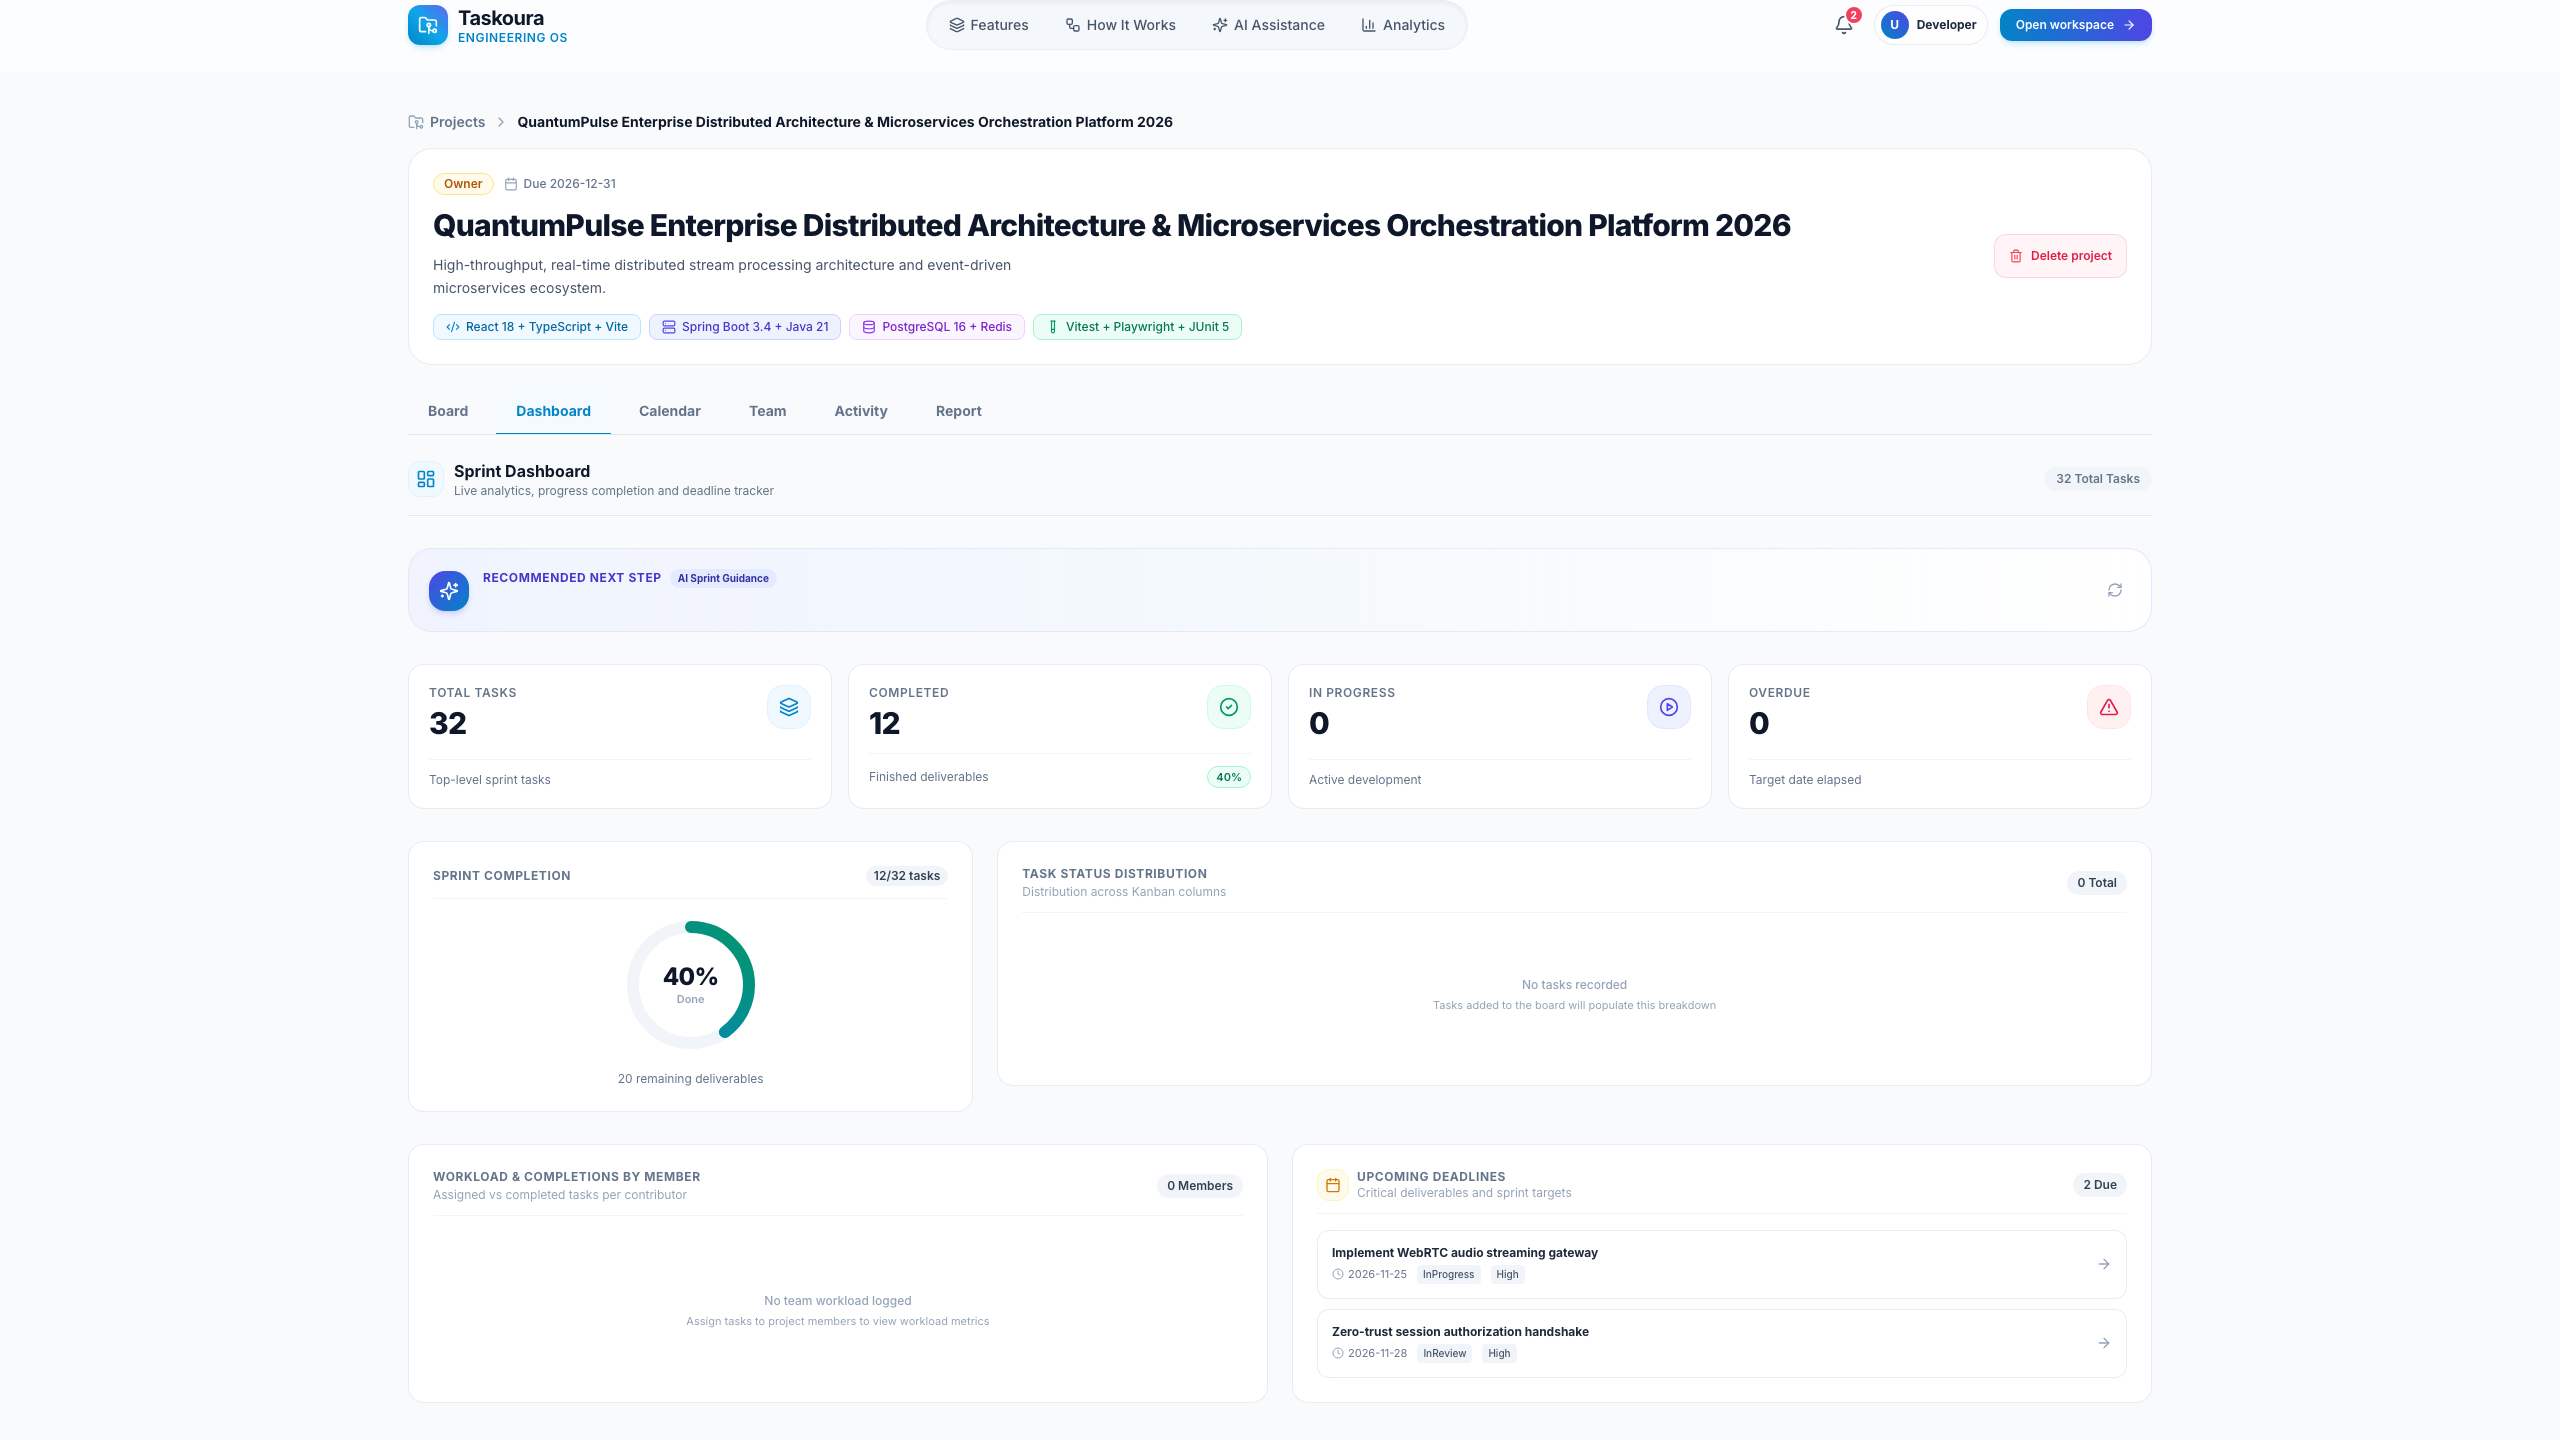 Taskoura
ENGINEERING OS
Features
How It Works
AI Assistance
Analytics
2
U
Developer
Open workspace
Projects
QuantumPulse Enterprise Distributed Architecture & Microservices Orchestration Platform 2026
Owner
Due 2026-12-31
QuantumPulse Enterprise Distributed Architecture & Microservices Orchestration Platform 2026
High-throughput, real-time distributed stream processing architecture and event-driven
microservices ecosystem.
Delete project
React 18 + TypeScript + Vite
Spring Boot 3.4 + Java 21
PostgreSQL 16 + Redis
Vitest + Playwright + JUnit 5
Board
Dashboard
Calendar
Team
Activity
Report
Sprint Dashboard
Live analytics, progress completion and deadline tracker
32 Total Tasks
RECOMMENDED NEXT STEP
AI Sprint Guidance
TOTAL TASKS
32
Top-level sprint tasks
COMPLETED
12
Finished deliverables
40%
IN PROGRESS
0
Active development
OVERDUE
0
Target date elapsed
SPRINT COMPLETION
12/32 tasks
40%
Done
20 remaining deliverables
TASK STATUS DISTRIBUTION
Distribution across Kanban columns
0 Total
No tasks recorded
Tasks added to the board will populate this breakdown
WORKLOAD & COMPLETIONS BY MEMBER
Assigned vs completed tasks per contributor
0 Members
No team workload logged
Assign tasks to project members to view workload metrics
UPCOMING DEADLINES
Critical deliverables and sprint targets
2 Due
Implement WebRTC audio streaming gateway
2026-11-25
InProgress
High
Zero-trust session authorization handshake
2026-11-28
InReview
High